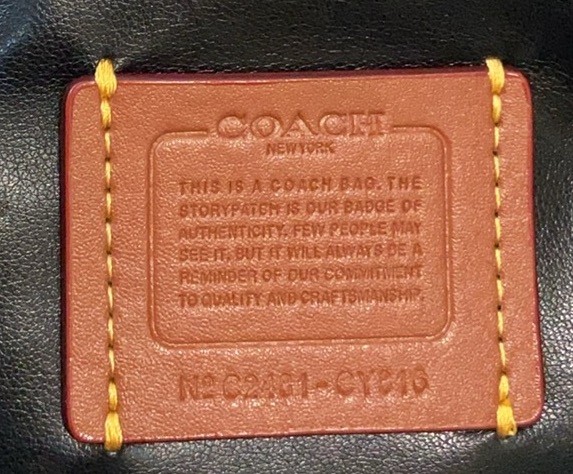 COACH
NEW YORK
THIS IS A COACH BAG. THE
STORYPATCH IS OUR BADGE OF
AUTHENTICITY. FEW PEOPLE MAY
SEE IT, BUT IT WILL ALWAYS BE A
REMINDER OF OUR COMMITMENT
TO QUALITY AND CRAFTSMANSHIP.